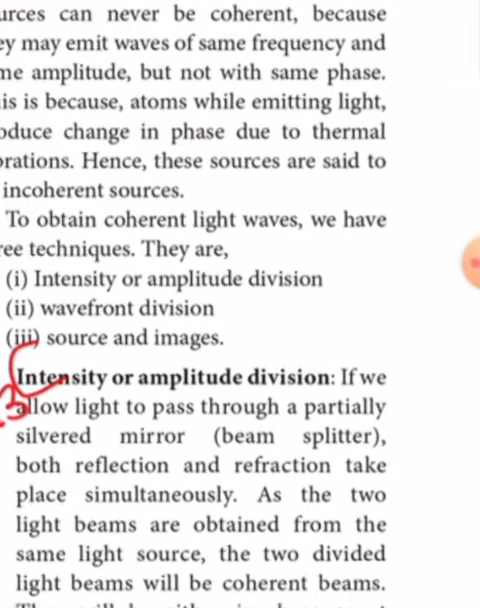 urces can never be coherent, because
ey may emit waves of same frequency and
me amplitude, but not with same phase.
is is because, atoms while emitting light,
oduce change in phase due to thermal
orations. Hence, these sources are said to
incoherent sources.
To obtain coherent light waves, we have
ree techniques. They are,
(i) Intensity or amplitude division
(ii) wavefront division
(iii) source and images.
Intensity or amplitude division: If we
allow light to pass through a partially
silvered mirror (beam splitter),
both reflection and refraction take
place simultaneously. As the two
light beams are obtained from the
same light source, the two divided
light beams will be coherent beams.